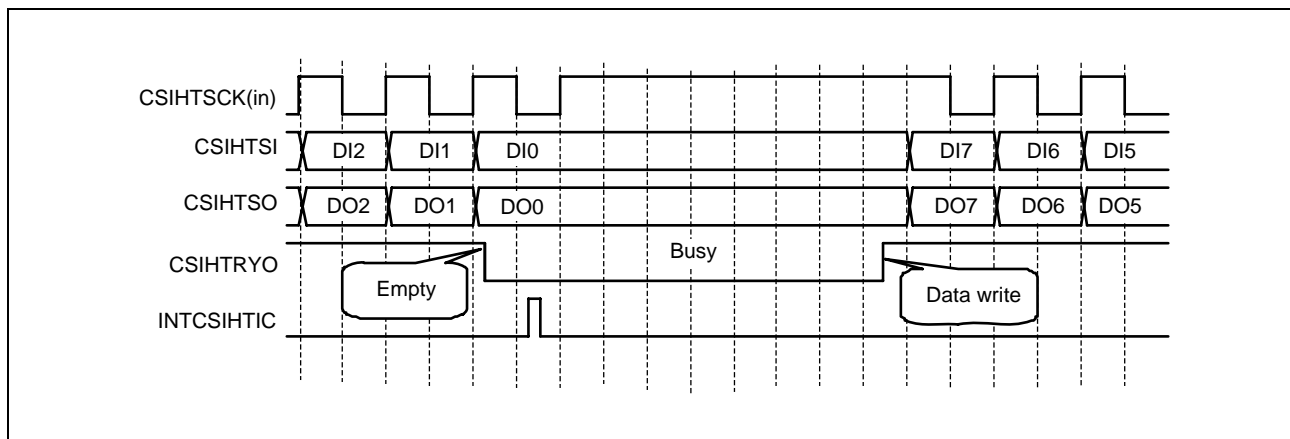 CSIHTSCK(in)
CSIHTSI DI2 DI1 DI0 DI7 DI6 DI5
CSIHTSO DO2 DO1 DO0 DO7 DO6 DO5
CSIHTRYO Busy
Empty
Data write
INTCSIHTIC